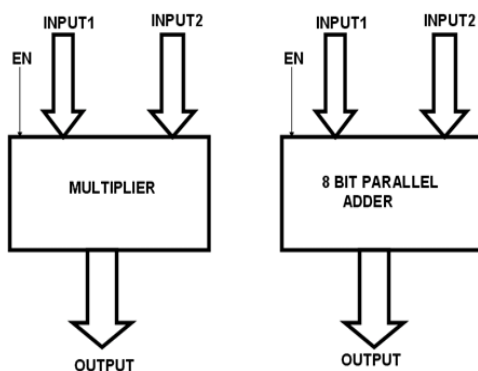 INPUT1
INPUT2
EN
MULTIPLIER
OUTPUT
INPUT1
INPUT2
EN
8 BIT PARALLEL
ADDER
OUTPUT